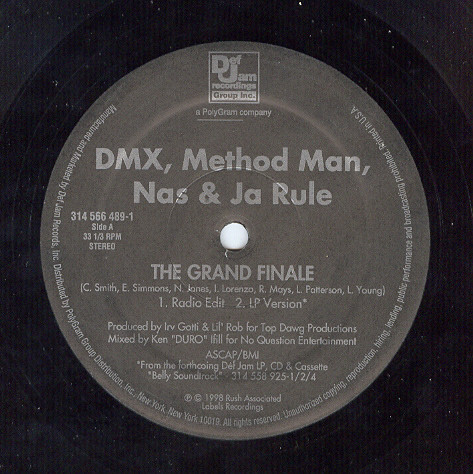 Def
Jam
recordings
Group Inc.
a PolyGram company
DMX, Method Man,
Nas & Ja Rule
314 566 489-1
Side A
33 1/3 RPM
STEREO
THE GRAND FINALE
(C. Smith, E. Simmons, N. Jones, I. Lorenzo, R. Mays, L. Patterson, L. Young)
1. Radio Edit 2. LP Version*
Produced by Irv Gotti & Lil' Rob for Top Dawg Productions
Mixed by Ken "DURO" Ifill for No Question Entertainment
ASCAP/BMI
*From the forthcoing Def Jam LP, CD & Cassette
"Belly Soundtrack" - 314 558 925-1/2/4
℗ © 1998 Rush Associated
Labels Recordings
Manufactured and Marketed by Def Jam Records, Inc. Distributed by PolyGram Group Distribution, Inc., New York, New York 10019. All rights reserved. Unauthorized copying, reproduction, hiring, lending, public performance and broadcasting prohibited. Printed in U.S.A.